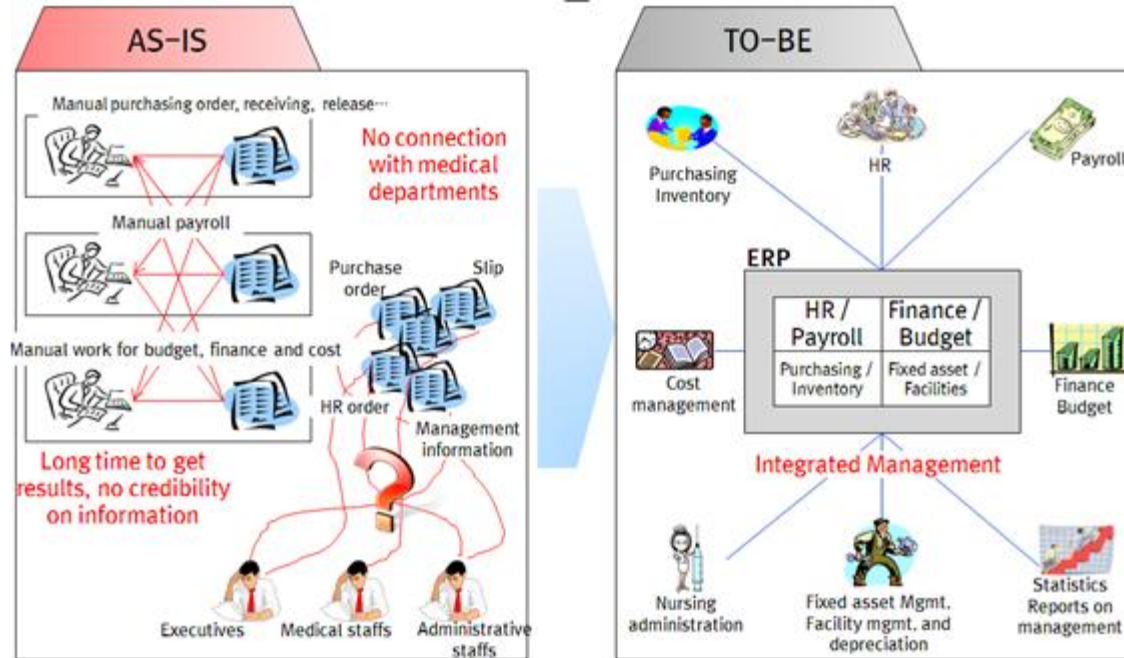 AS-IS
Manual purchasing order, receiving, release…
No connection
with medical
departments
Manual payroll
Purchase
order
Slip
Manual work for budget, finance and cost
HR order
Management
information
Long time to get
results, no credibility
on information
Executives
Medical staffs
Administrative
staffs
TO-BE
Purchasing
Inventory
HR
Payroll
ERP
HR /
Payroll
Finance /
Budget
Purchasing /
Inventory
Fixed asset /
Facilities
Cost
management
Finance
Budget
Integrated Management
Nursing
administration
Fixed asset Mgmt,
Facility mgmt, and
depreciation
Statistics
Reports on
management